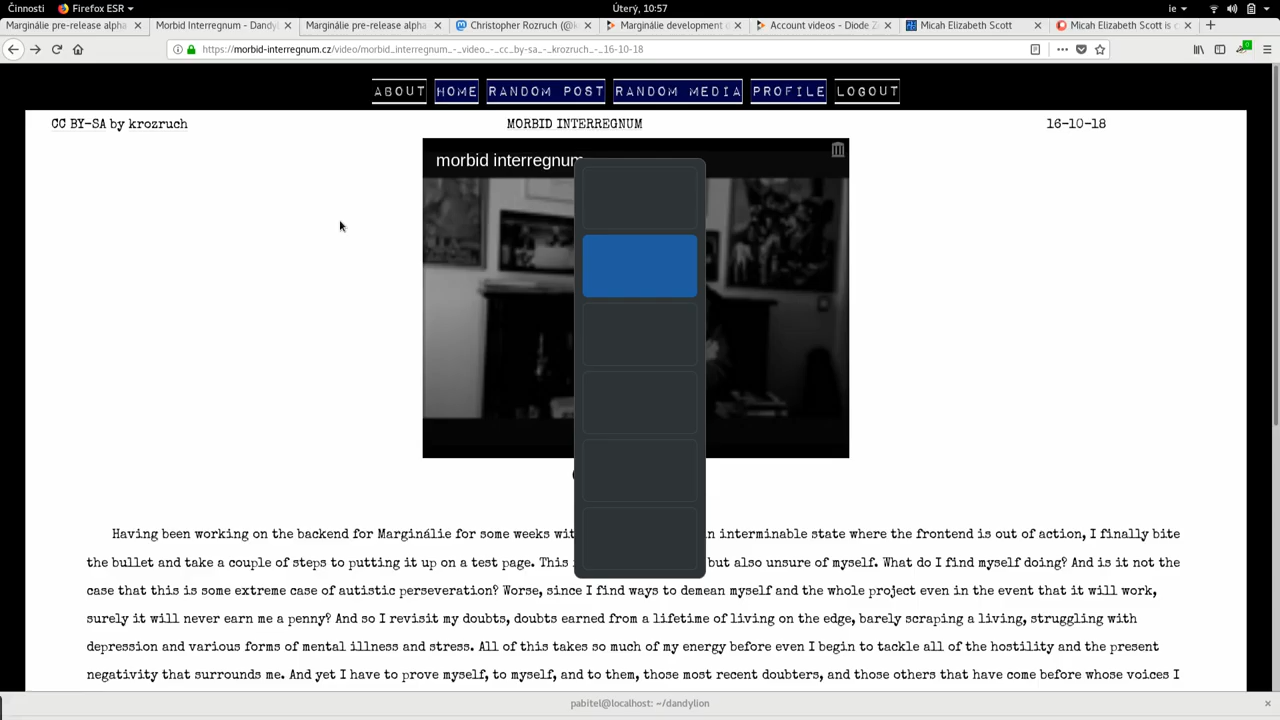 Činnosti Firefox ESR Úterý, 10:57 ie
Marginálie pre-release alpha Morbid Interregnum - Dandyl Marginálie pre-release alpha Christopher Rozruch (@k Marginálie development d Account videos - Diode Z Micah Elizabeth Scott Micah Elizabeth Scott is c
https://morbid-interregnum.cz/video/morbid_interregnum_-_video_-_cc_by-sa_-_krozruch_-_16-10-18
ABOUT HOME RANDOM POST RANDOM MEDIA PROFILE LOGOUT
CC BY-SA by krozruch MORBID INTERREGNUM 16-10-18
morbid interregnum
Having been working on the backend for Marginálie for some weeks wit n interminable state where the frontend is out of action, I finally bite
the bullet and take a couple of steps to putting it up on a test page. This but also unsure of myself. What do I find myself doing? And is it not the
case that this is some extreme case of autistic perseveration? Worse, since I find ways to demean myself and the whole project even in the event that it will work,
surely it will never earn me a penny? And so I revisit my doubts, doubts earned from a lifetime of living on the edge, barely scraping a living, struggling with
depression and various forms of mental illness and stress. All of this takes so much of my energy before even I begin to tackle all of the hostility and the present
negativity that surrounds me. And yet I have to prove myself, to myself, and to them, those most recent doubters, and those others that have come before whose voices I
pabitel@localhost: ~/dandylion